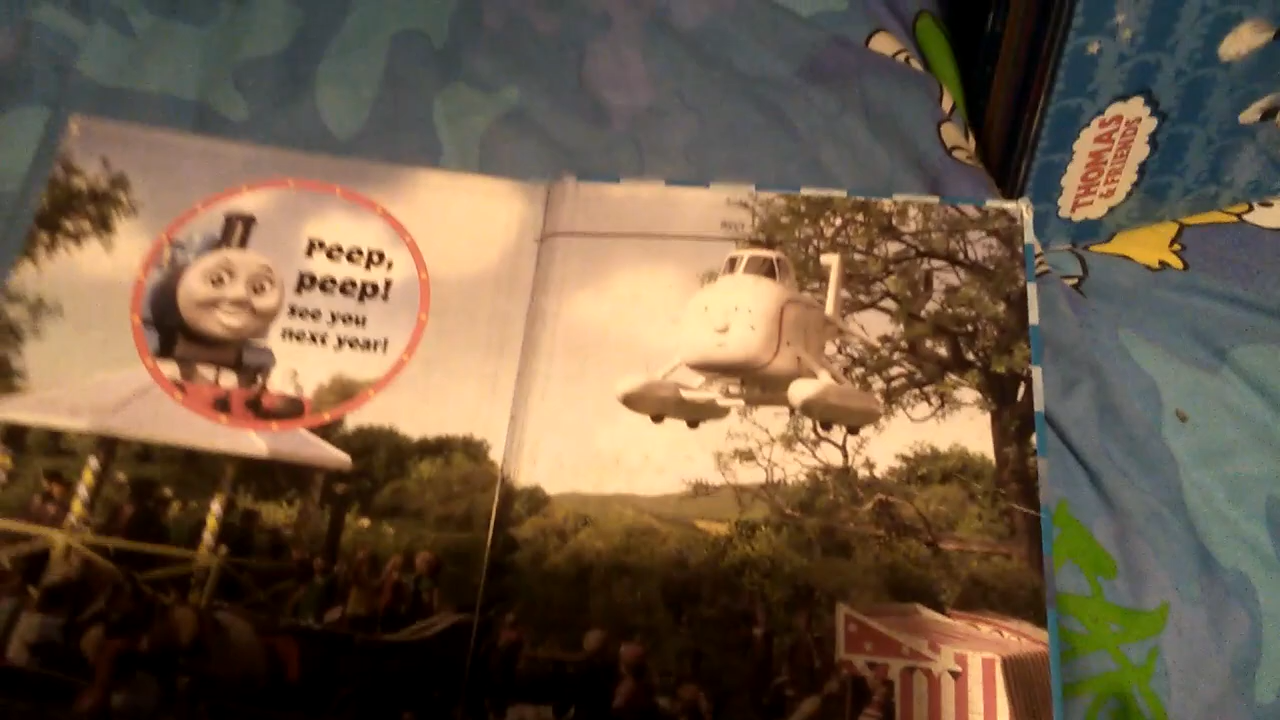 Peep,
peep!
See you
next year!
THOMAS
& FRIENDS